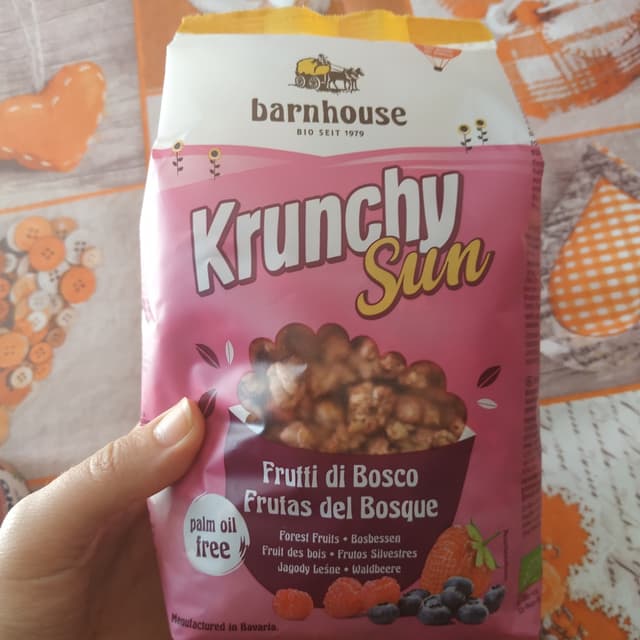 barnhouse
BIO SEIT 1979
Krunchy
Sun
Frutti di Bosco
Frutas del Bosque
Forest Fruits • Bosbessen
Fruit des bois • Frutos Silvestres
Jagody Leśne • Waldbeere
palm oil
free
Manufactured in Bavaria.